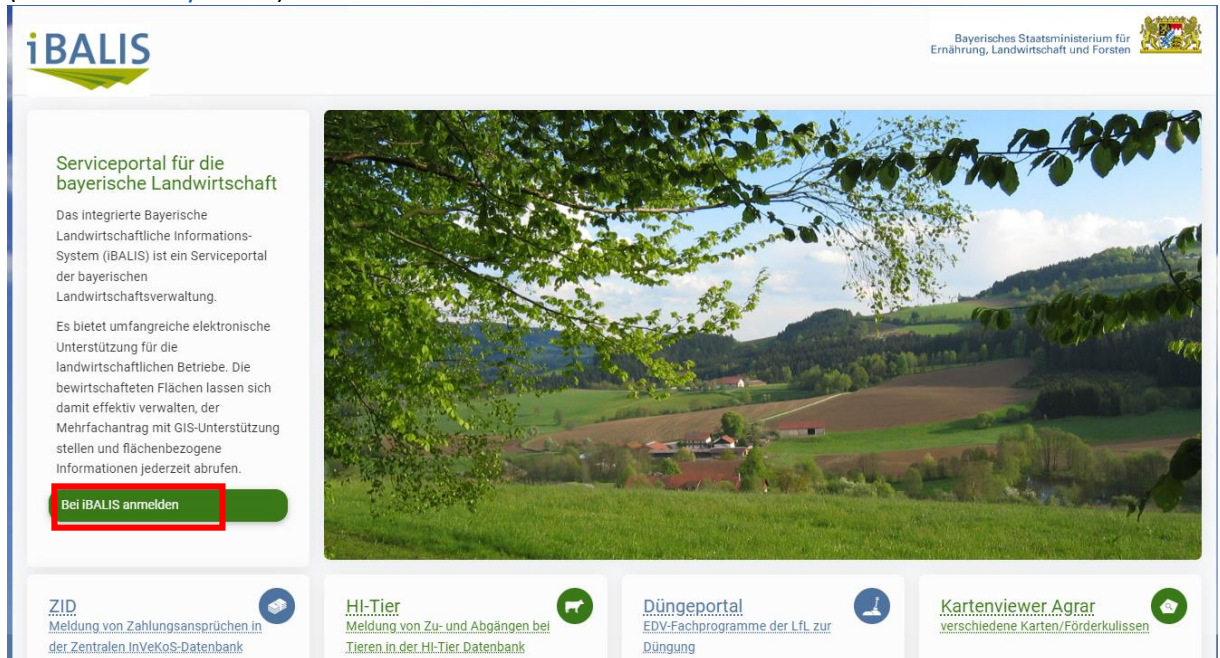 iBALIS
Bayerisches Staatsministerium für
Ernährung, Landwirtschaft und Forsten
Serviceportal für die
bayerische Landwirtschaft
Das integrierte Bayerische
Landwirtschaftliche Informations-
System (iBALIS) ist ein Serviceportal
der bayerischen
Landwirtschaftsverwaltung.
Es bietet umfangreiche elektronische
Unterstützung für die
landwirtschaftlichen Betriebe. Die
bewirtschafteten Flächen lassen sich
damit effektiv verwalten, der
Mehrfachantrag mit GIS-Unterstützung
stellen und flächenbezogene
Informationen jederzeit abrufen.
Bei iBALIS anmelden
ZID
Meldung von Zahlungsansprüchen in
der Zentralen InVeKoS-Datenbank
HI-Tier
Meldung von Zu- und Abgängen bei
Tieren in der HI-Tier Datenbank
Düngeportal
EDV-Fachprogramme der LfL zur
Düngung
Kartenviewer Agrar
verschiedene Karten/Förderkulissen